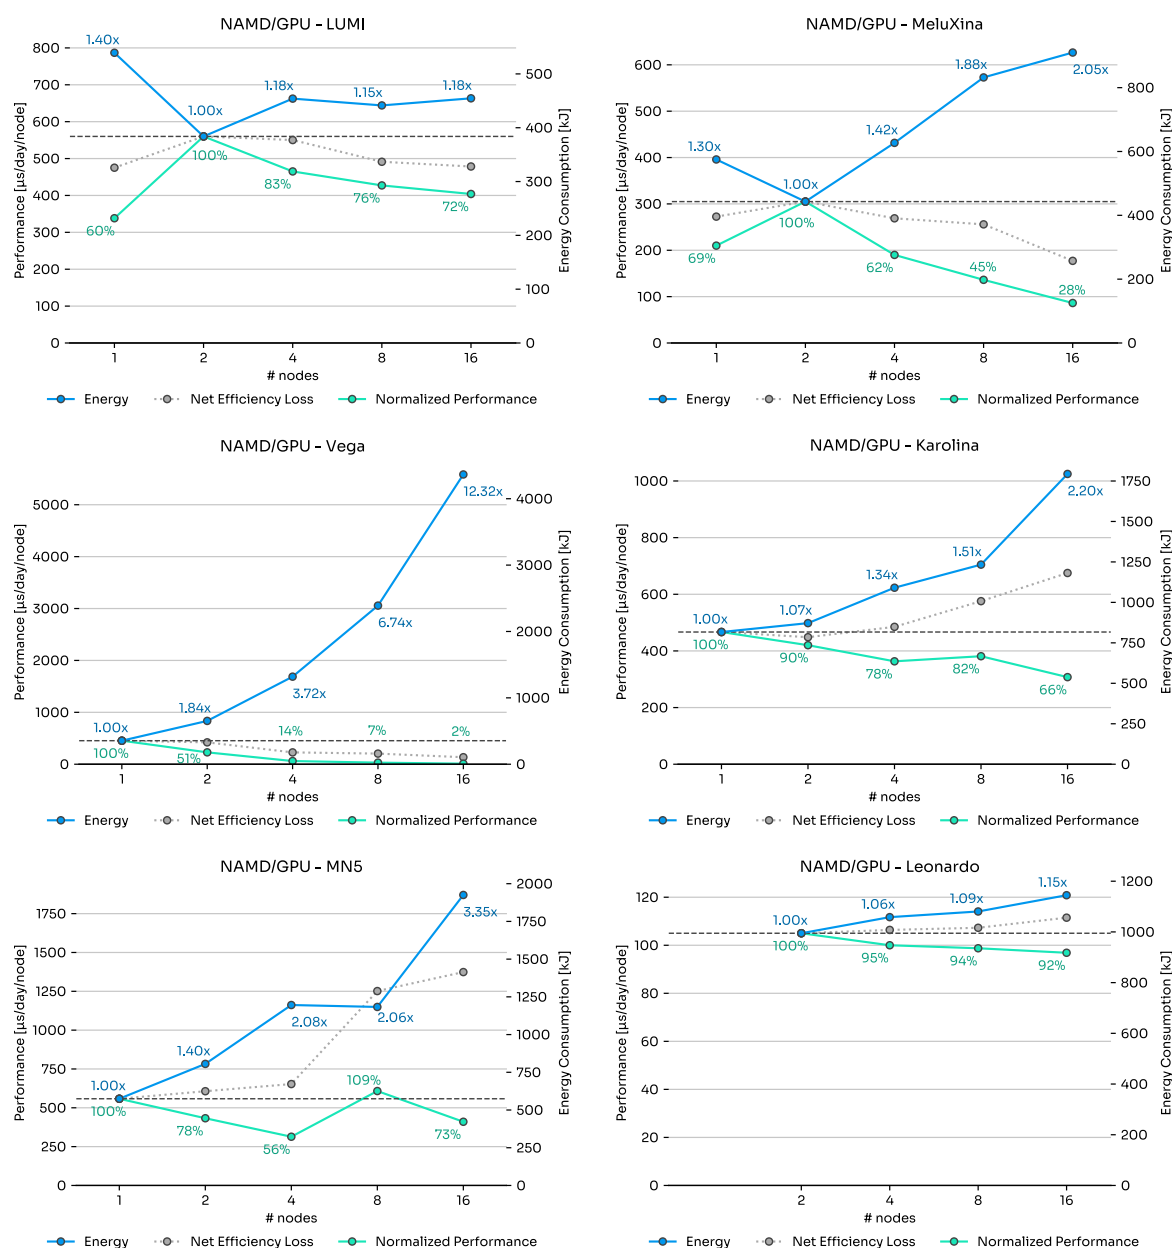 NAMD/GPU – LUMI
Performance [µs/day/node]
800
700
600
500
400
300
200
100
0
1.40x
1.00x
1.18x
1.15x
1.18x
60%
100%
83%
76%
72%
500
400
300
200
100
0
Energy Consumption [kJ]
1 2 4 8 16
# nodes
Energy Net Efficiency Loss Normalized Performance
NAMD/GPU – MeluXina
Performance [µs/day/node]
600
500
400
300
200
100
0
1.30x
1.00x
1.42x
1.88x
2.05x
69%
100%
62%
45%
28%
800
600
400
200
0
Energy Consumption [kJ]
1 2 4 8 16
# nodes
Energy Net Efficiency Loss Normalized Performance
NAMD/GPU – Vega
Performance [µs/day/node]
5000
4000
3000
2000
1000
0
1.00x
1.84x
3.72x
6.74x
12.32x
100%
51%
14%
7%
2%
4000
3000
2000
1000
0
Energy Consumption [kJ]
1 2 4 8 16
# nodes
Energy Net Efficiency Loss Normalized Performance
NAMD/GPU – Karolina
Performance [µs/day/node]
1000
800
600
400
200
0
1.00x
1.07x
1.34x
1.51x
2.20x
100%
90%
78%
82%
66%
1750
1500
1250
1000
750
500
250
0
Energy Consumption [kJ]
1 2 4 8 16
# nodes
Energy Net Efficiency Loss Normalized Performance
NAMD/GPU – MN5
Performance [µs/day/node]
1750
1500
1250
1000
750
500
250
0
1.00x
1.40x
2.08x
2.06x
3.35x
100%
78%
56%
109%
73%
2000
1750
1500
1250
1000
750
500
250
0
Energy Consumption [kJ]
1 2 4 8 16
# nodes
Energy Net Efficiency Loss Normalized Performance
NAMD/GPU – Leonardo
Performance [µs/day/node]
120
100
80
60
40
20
0
1.00x
1.06x
1.09x
1.15x
100%
95%
94%
92%
1200
1000
800
600
400
200
0
Energy Consumption [kJ]
2 4 8 16
# nodes
Energy Net Efficiency Loss Normalized Performance